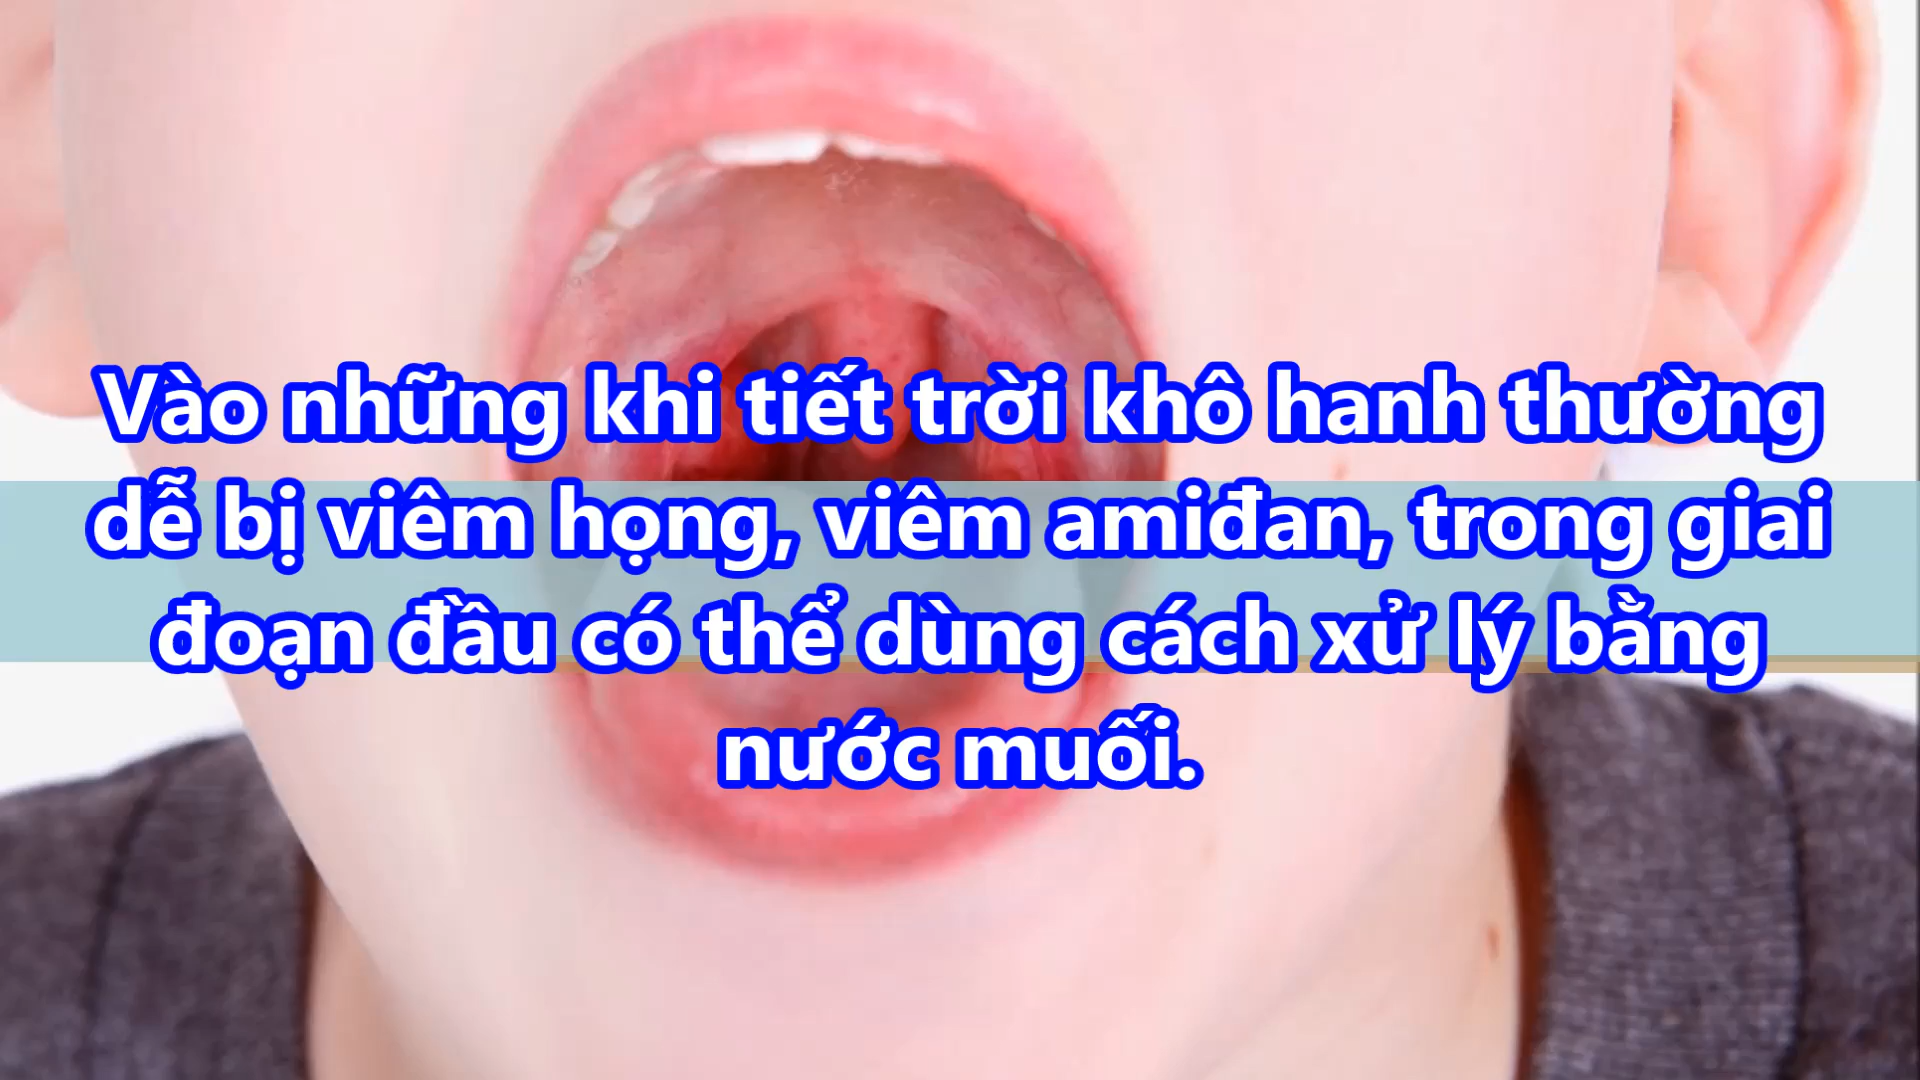 Vào những khi tiết trời khô hanh thường
dễ bị viêm họng, viêm amiđan, trong giai
đoạn đầu có thể dùng cách xử lý bằng
nước muối.